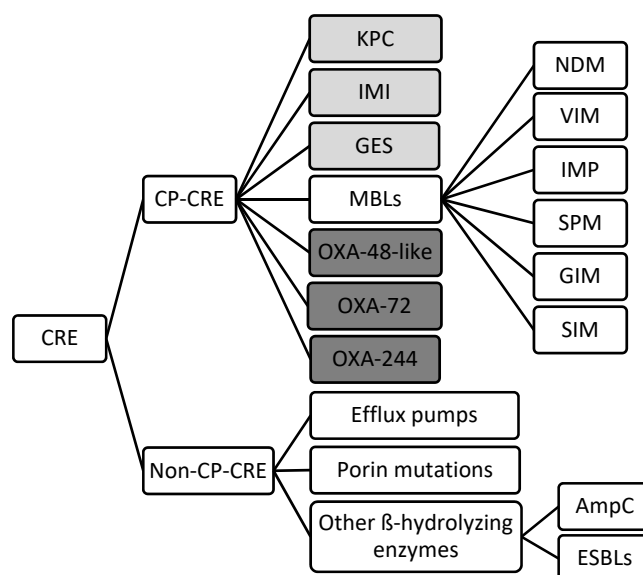 CRE
CP-CRE
KPC
IMI
GES
MBLs
NDM
VIM
IMP
SPM
GIM
SIM
OXA-48-like
OXA-72
OXA-244
Non-CP-CRE
Efflux pumps
Porin mutations
Other ß-hydrolyzing
enzymes
AmpC
ESBLs